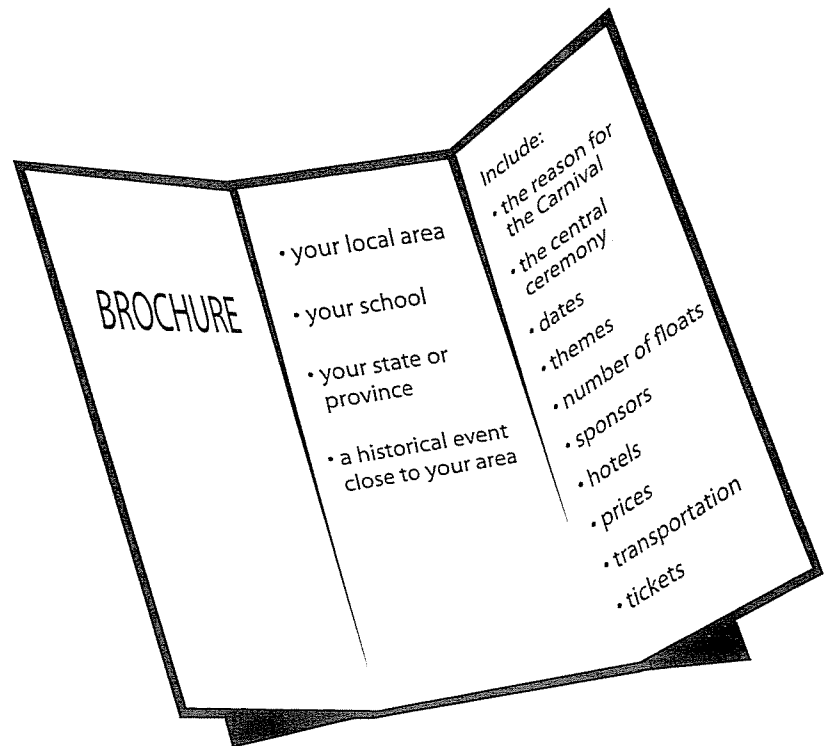 BROCHURE
• your local area
• your school
• your state or
province
• a historical event
close to your area
Include:
• the reason for
the Carnival
• the central
ceremony
• dates
• themes
• number of floats
• sponsors
• hotels
• prices
• transportation
• tickets